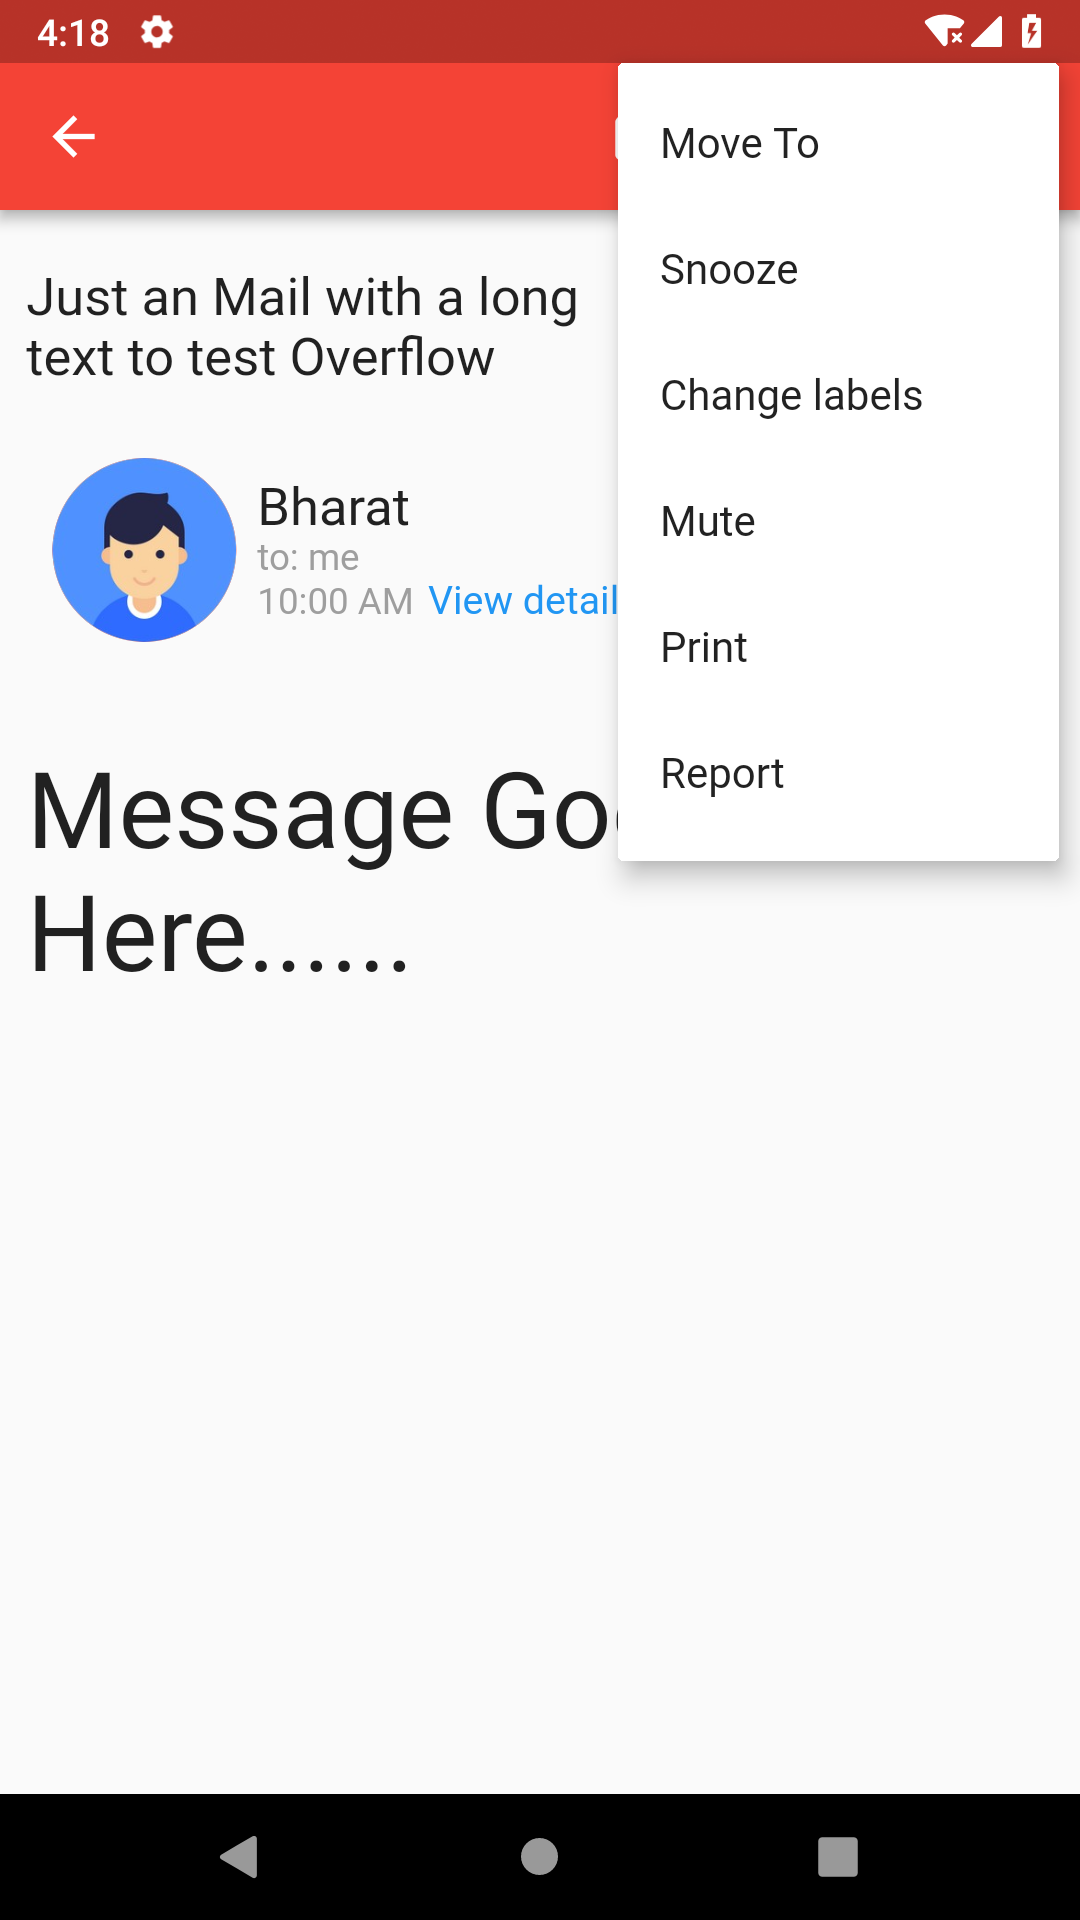 4:18
Move To
Snooze
Change labels
Mute
Print
Report
Just an Mail with a long
text to test Overflow
Bharat
to: me
10:00 AM View detail
Message Go
Here......